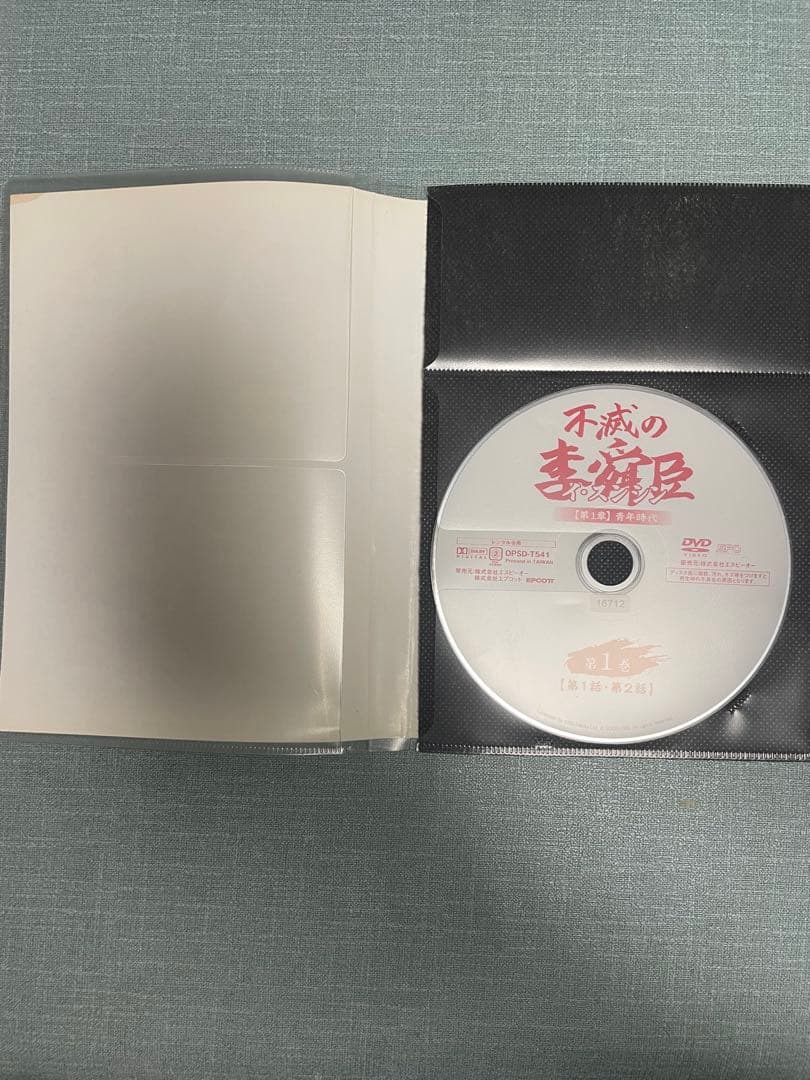 不滅の
李舜臣
イ・スンシン
【第1章】青年時代
レンタル専用
DOLBY DIGITAL
2
OPSD-T541
Pressed in TAIWAN
発売元:株式会社エスピーオー
株式会社エプコット EPCOTT
DVD
VIDEO
SPO
販売元:株式会社エスピーオー
16712
第1巻
【第1話・第2話】